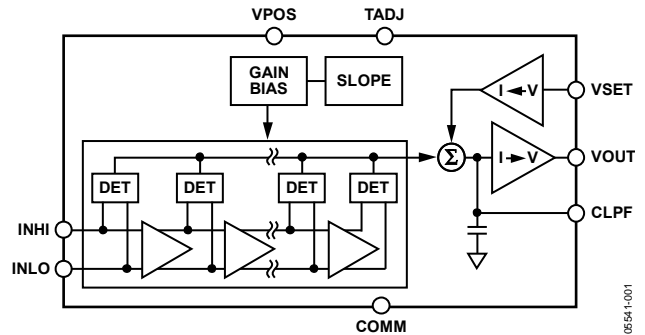 VPOS TADJ
GAIN
BIAS
SLOPE
I V
VSET
Σ
I V
VOUT
DET DET DET DET
CLPF
INHI
INLO
COMM
05541-001